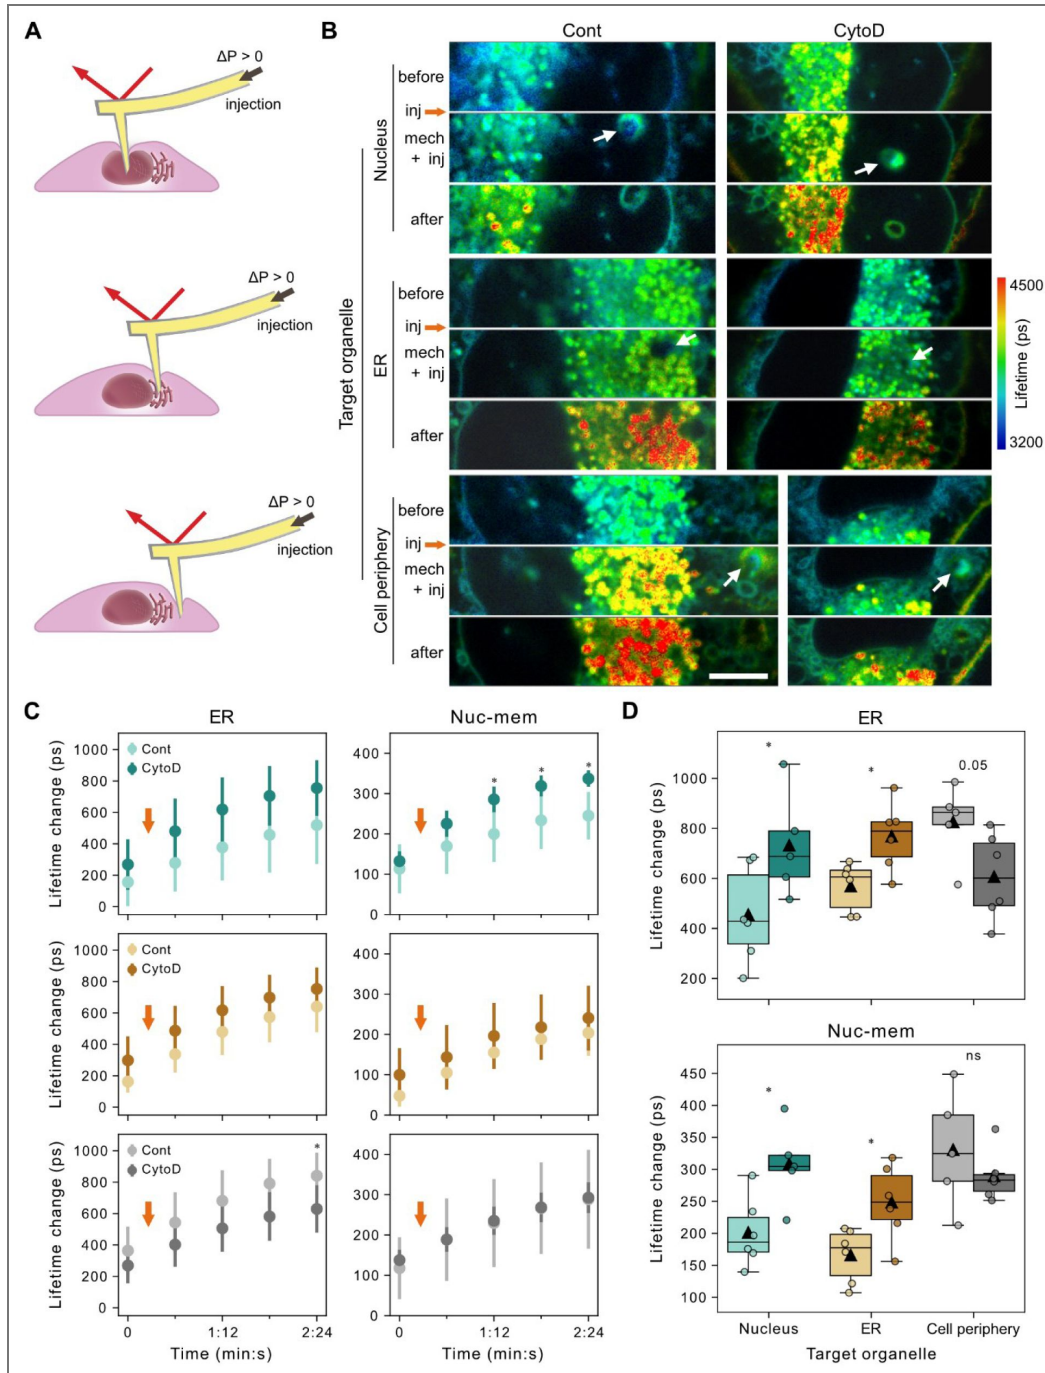 A
ΔP > 0
injection
ΔP > 0
injection
ΔP > 0
injection
B
Cont
CytoD
Target organelle
Nucleus
before
inj
mech
+ inj
after
ER
before
inj
mech
+ inj
after
Cell periphery
before
inj
mech
+ inj
after
4500
Lifetime (ps)
3200
C
ER
Nuc-mem
Lifetime change (ps)
1000
800
600
400
200
0
Cont
CytoD
400
300
200
100
0
* * *
Lifetime change (ps)
1000
800
600
400
200
0
Cont
CytoD
400
300
200
100
0
Lifetime change (ps)
1000
800
600
400
200
0
Cont
CytoD
*
400
300
200
100
0
0 1:12 2:24
Time (min:s)
0 1:12 2:24
Time (min:s)
D
ER
Lifetime change (ps)
1000
800
600
400
200
* * 0.05
Nuc-mem
Lifetime change (ps)
450
400
350
300
250
200
150
100
* * ns
Nucleus ER Cell periphery
Target organelle